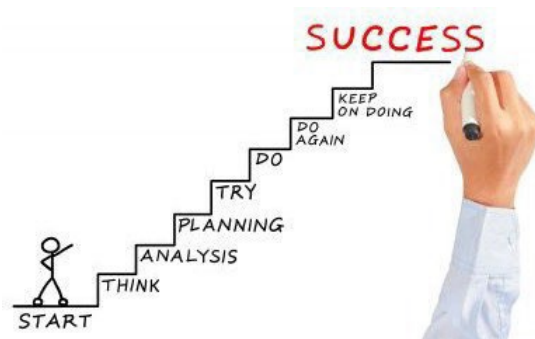 SUCCESS
KEEP
ON DOING
DO
AGAIN
DO
TRY
PLANNING
ANALYSIS
THINK
START